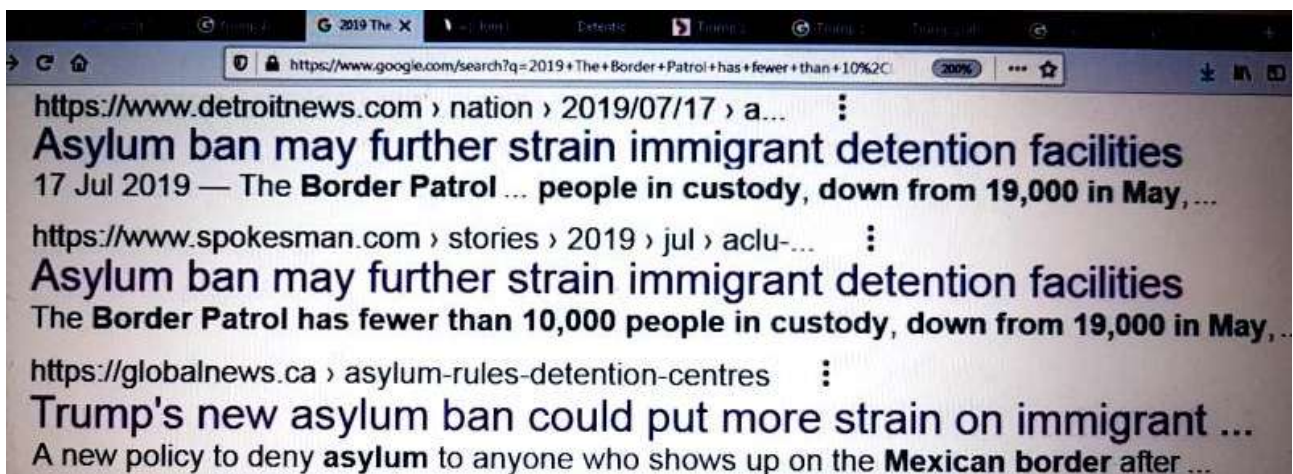 2019 The
https://www.google.com/search?q=2019+The+Border+Patrol+has+fewer+than+10%2C
200%
https://www.detroitnews.com › nation › 2019/07/17 › a...
Asylum ban may further strain immigrant detention facilities
17 Jul 2019 — The Border Patrol ... people in custody, down from 19,000 in May, ...
https://www.spokesman.com › stories › 2019 › jul › aclu-...
Asylum ban may further strain immigrant detention facilities
The Border Patrol has fewer than 10,000 people in custody, down from 19,000 in May, ..
https://globalnews.ca › asylum-rules-detention-centres
Trump's new asylum ban could put more strain on immigrant ...
A new policy to deny asylum to anyone who shows up on the Mexican border after ...